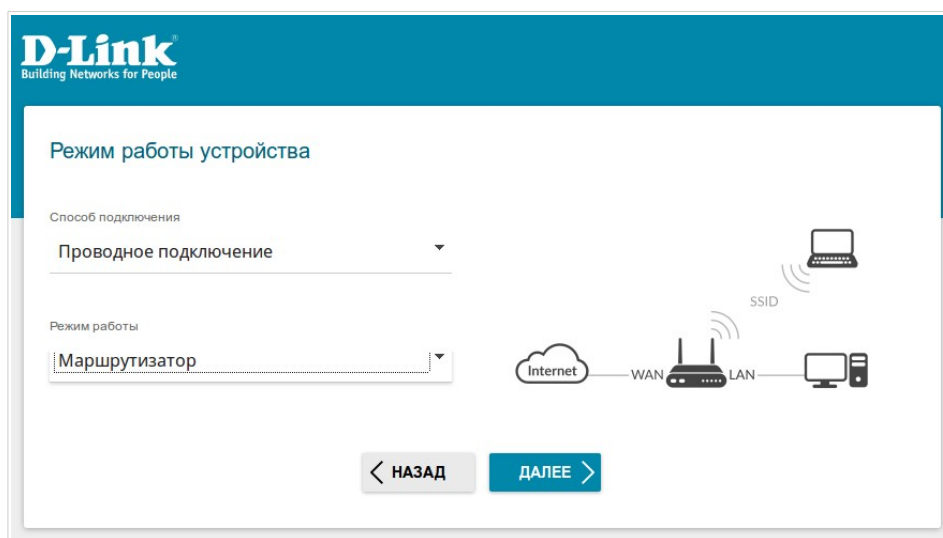 D-Link®
Building Networks for People
Режим работы устройства
Способ подключения
Проводное подключение
Режим работы
Маршрутизатор
SSID
Internet
WAN
LAN
НАЗАД
ДАЛЕЕ